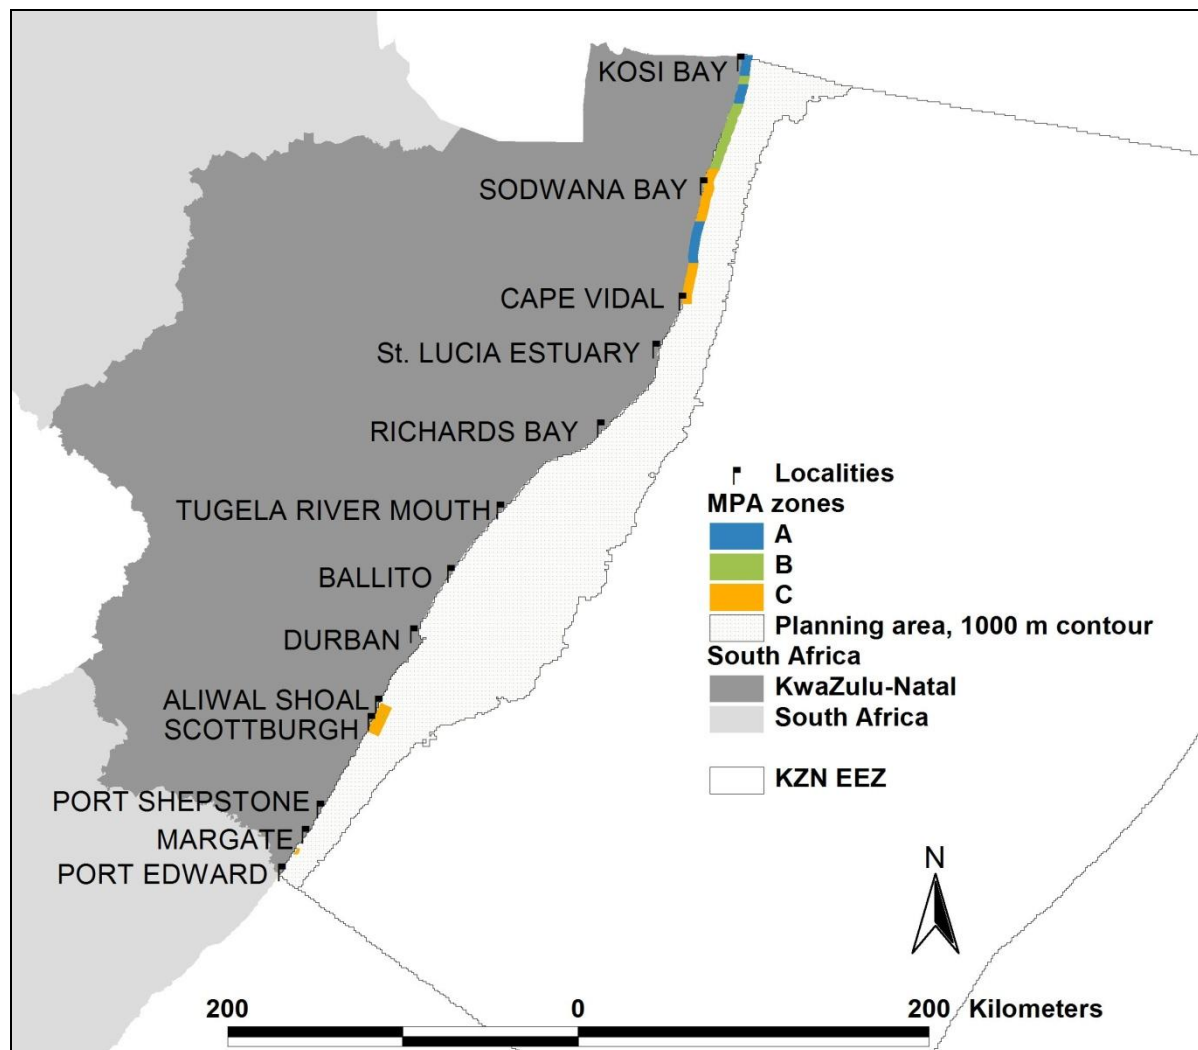 KOSI BAY
SODWANA BAY
CAPE VIDAL
St. LUCIA ESTUARY
RICHARDS BAY
TUGELA RIVER MOUTH
BALLITO
DURBAN
ALIWAL SHOAL
SCOTTBURGH
PORT SHEPSTONE
MARGATE
PORT EDWARD
Localities
MPA zones
A
B
C
Planning area, 1000 m contour
South Africa
KwaZulu-Natal
South Africa
KZN EEZ
N
200 0 200 Kilometers